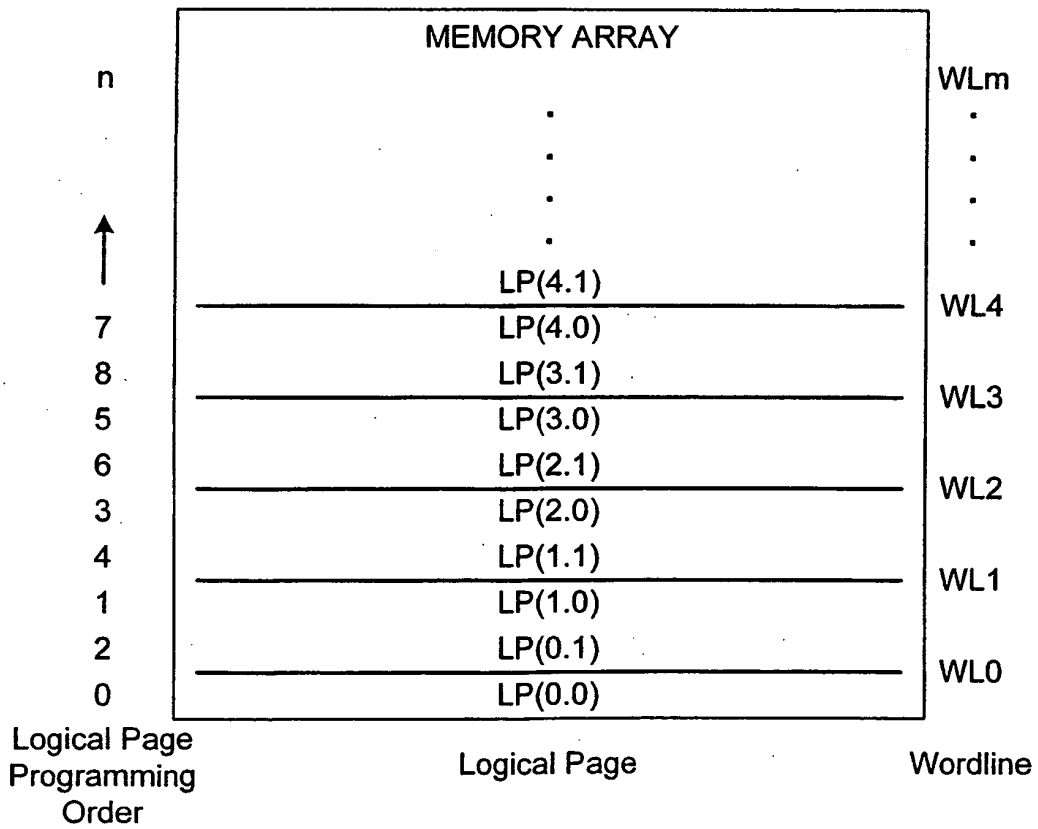 MEMORY ARRAY
n WLm
LP(4.1)
WL4
7 LP(4.0)
8 LP(3.1)
WL3
5 LP(3.0)
6 LP(2.1)
WL2
3 LP(2.0)
4 LP(1.1)
WL1
1 LP(1.0)
2 LP(0.1)
WL0
0 LP(0.0)
Logical Page
Programming
Order
Logical Page
Wordline